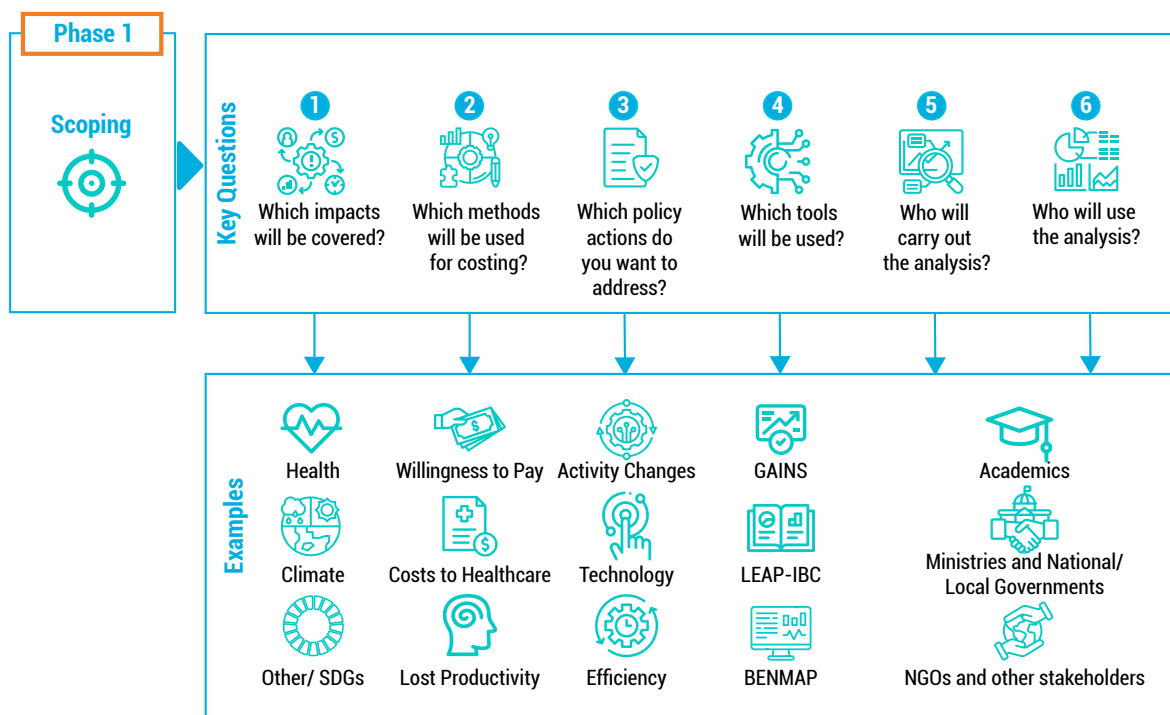 Phase 1
Scoping
Key Questions
1
Which impacts
will be covered?
2
Which methods
will be used
for costing?
3
Which policy
actions do
you want to
address?
4
Which tools
will be used?
5
Who will
carry out
the analysis?
6
Who will use
the analysis?
Examples
Health
Climate
Other/ SDGs
Willingness to Pay
Costs to Healthcare
Lost Productivity
Activity Changes
Technology
Efficiency
GAINS
LEAP-IBC
BENMAP
Academics
Ministries and National/
Local Governments
NGOs and other stakeholders